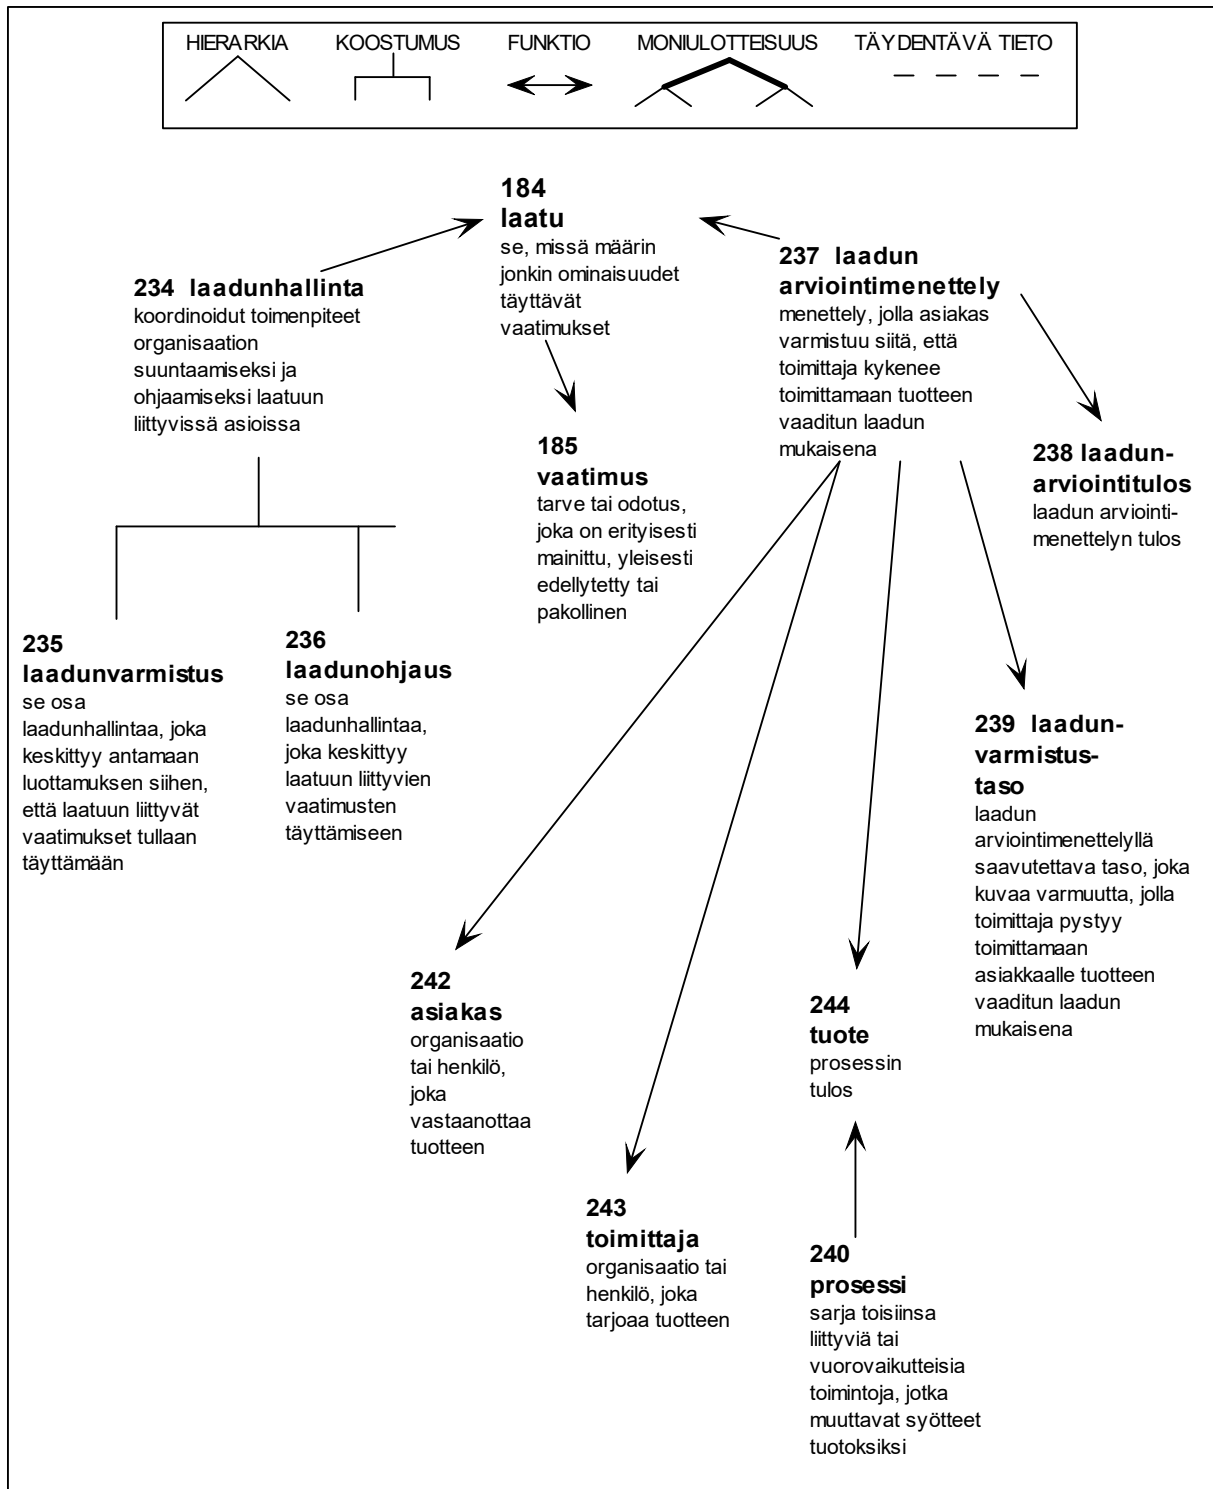 HIERARKIA KOOSTUMUS FUNKTIO MONIULOTTEISUUS TÄYDENTÄVÄ TIETO
184
laatu
se, missä määrin
jonkin ominaisuudet
täyttävät
vaatimukset
234 laadunhallinta
koordinoidut toimenpiteet
organisaation
suuntaamiseksi ja
ohjaamiseksi laatuun
liittyvissä asioissa
237 laadun
arviointimenettely
menettely, jolla asiakas
varmistuu siitä, että
toimittaja kykenee
toimittamaan tuotteen
vaaditun laadun
mukaisena
185
vaatimus
tarve tai odotus,
joka on erityisesti
mainittu, yleisesti
edellytetty tai
pakollinen
238 laadun-
arviointitulos
laadun arviointi-
menettelyn tulos
235
laadunvarmistus
se osa
laadunhallintaa, joka
keskittyy antamaan
luottamuksen siihen,
että laatuun liittyvät
vaatimukset tullaan
täyttämään
236
laadunohjaus
se osa
laadunhallintaa,
joka keskittyy
laatuun liittyvien
vaatimusten
täyttämiseen
239 laadun-
varmistus-
taso
laadun
arviointimenettelyllä
saavutettava taso, joka
kuvaa varmuutta, jolla
toimittaja pystyy
toimittamaan
asiakkaalle tuotteen
vaaditun laadun
mukaisena
242
asiakas
organisaatio
tai henkilö,
joka
vastaanottaa
tuotteen
244
tuote
prosessin
tulos
243
toimittaja
organisaatio tai
henkilö, joka
tarjoaa tuotteen
240
prosessi
sarja toisiinsa
liittyviä tai
vuorovaikutteisia
toimintoja, jotka
muuttavat syötteet
tuotoksiksi